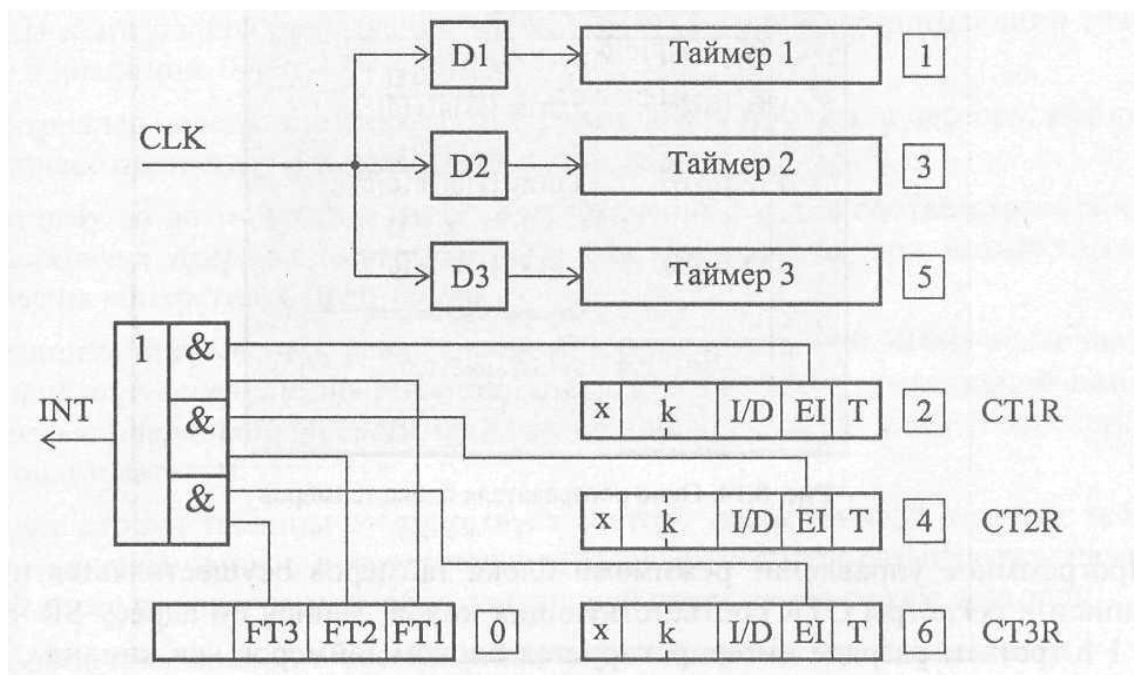 D1 Таймер 1 1
CLK
D2 Таймер 2 3
D3 Таймер 3 5
1 &
INT
&
&
x k I/D EI T 2 CT1R
x k I/D EI T 4 CT2R
FT3 FT2 FT1 0
x k I/D EI T 6 CT3R